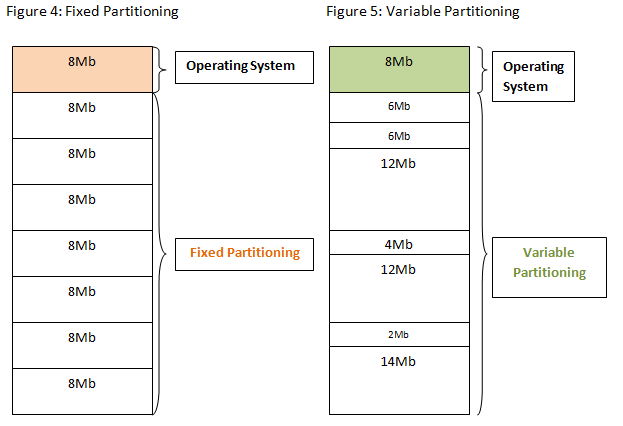 Figure 4: Fixed Partitioning
8Mb
Operating System
8Mb
8Mb
8Mb
8Mb
Fixed Partitioning
8Mb
8Mb
8Mb
Figure 5: Variable Partitioning
8Mb
Operating
System
6Mb
6Mb
12Mb
4Mb
12Mb
Variable
Partitioning
2Mb
14Mb